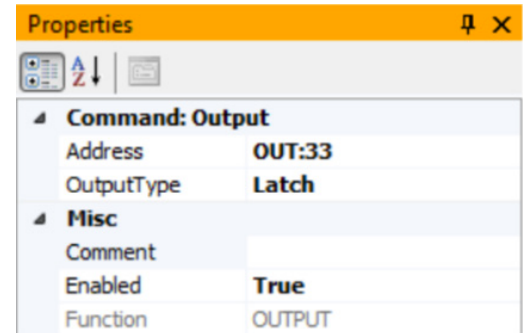 Properties
Command: Output
Address OUT:33
OutputType Latch
Misc
Comment
Enabled True
Function OUTPUT